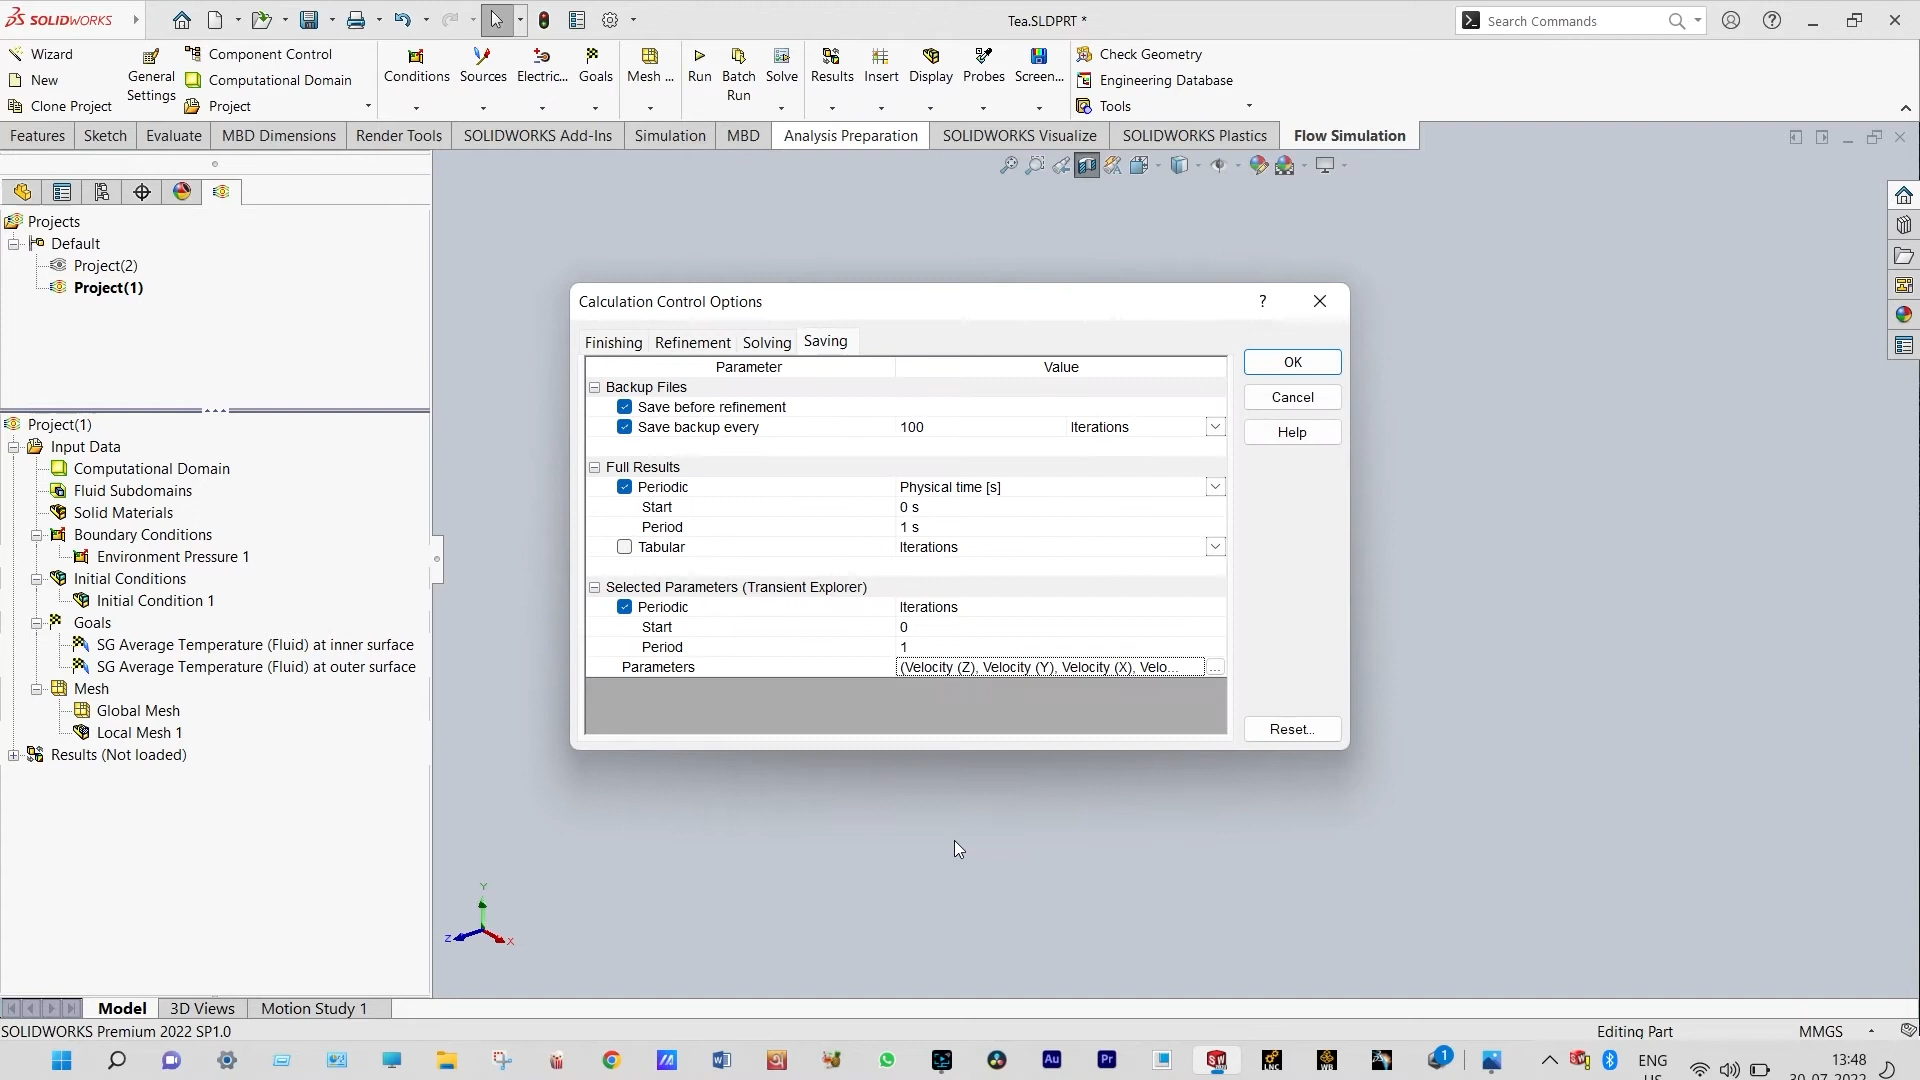 SOLIDWORKS
Tea.SLDPRT *
Search Commands
Wizard
New
Clone Project
General
Settings
Component Control
Computational Domain
Project
Conditions
Sources
Electric...
Goals
Mesh ...
Run
Batch
Run
Solve
Results
Insert
Display
Probes
Screen...
Check Geometry
Engineering Database
Tools
Features
Sketch
Evaluate
MBD Dimensions
Render Tools
SOLIDWORKS Add-Ins
Simulation
MBD
Analysis Preparation
SOLIDWORKS Visualize
SOLIDWORKS Plastics
Flow Simulation
Projects
Default
Project(2)
Project(1)
Project(1)
Input Data
Computational Domain
Fluid Subdomains
Solid Materials
Boundary Conditions
Environment Pressure 1
Initial Conditions
Initial Condition 1
Goals
SG Average Temperature (Fluid) at inner surface
SG Average Temperature (Fluid) at outer surface
Mesh
Global Mesh
Local Mesh 1
Results (Not loaded)
Calculation Control Options
?
Finishing
Refinement
Solving
Saving
Parameter
Value
Backup Files
Save before refinement
Save backup every 100 Iterations
Full Results
Periodic Physical time [s]
Start 0 s
Period 1 s
Tabular Iterations
Selected Parameters (Transient Explorer)
Periodic Iterations
Start 0
Period 1
Parameters (Velocity (Z), Velocity (Y), Velocity (X), Velo... ...
OK
Cancel
Help
Reset...
Y
Z
X
Model
3D Views
Motion Study 1
SOLIDWORKS Premium 2022 SP1.0
Editing Part
MMGS
Au
Pr
1
ENG
13:48
30-07-2022